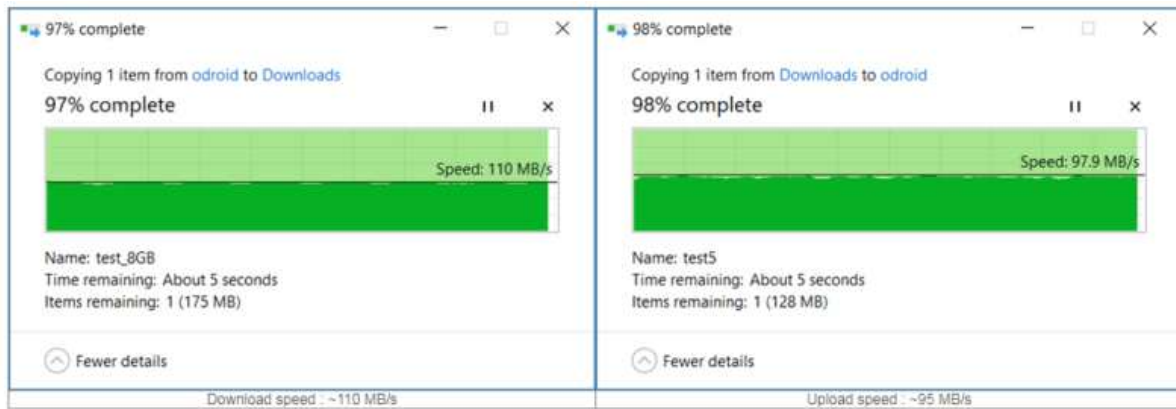 97% complete
Copying 1 item from odroid to Downloads
97% complete
Speed: 110 MB/s
Name: test_8GB
Time remaining: About 5 seconds
Items remaining: 1 (175 MB)
Fewer details
Download speed : ~110 MB/s
98% complete
Copying 1 item from Downloads to odroid
98% complete
Speed: 97.9 MB/s
Name: test5
Time remaining: About 5 seconds
Items remaining: 1 (128 MB)
Fewer details
Upload speed : ~95 MB/s